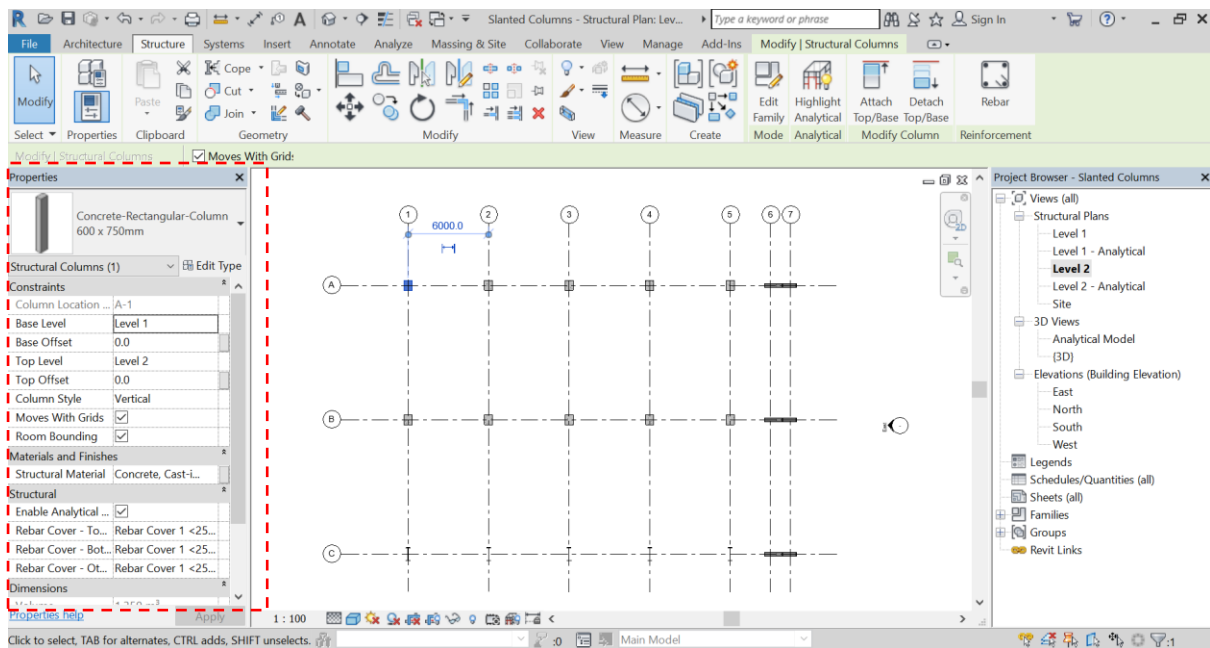 Slanted Columns - Structural Plan: Lev... Type a keyword or phrase Sign In
File Architecture Structure Systems Insert Annotate Analyze Massing & Site Collaborate View Manage Add-Ins Modify | Structural Columns
Cope
Cut
Join
Modify Paste Edit Family Highlight Analytical Attach Top/Base Detach Top/Base Rebar
Select Properties Clipboard Geometry Modify View Measure Create Mode Analytical Modify Column Reinforcement
Modify | Structural Columns Moves With Grids
Properties
Concrete-Rectangular-Column
600 x 750mm
Structural Columns (1) Edit Type
Constraints
Column Location ... A-1
Base Level Level 1
Base Offset 0.0
Top Level Level 2
Top Offset 0.0
Column Style Vertical
Moves With Grids
Room Bounding
Materials and Finishes
Structural Material Concrete, Cast-i...
Structural
Enable Analytical ...
Rebar Cover - To... Rebar Cover 1 <25...
Rebar Cover - Bot... Rebar Cover 1 <25...
Rebar Cover - Ot... Rebar Cover 1 <25...
Dimensions
Properties help Apply
1 2 3 4 5 6 7
6000.0
A
B
C
2D
1 : 100
Project Browser - Slanted Columns
Views (all)
Structural Plans
Level 1
Level 1 - Analytical
Level 2
Level 2 - Analytical
Site
3D Views
Analytical Model
{3D}
Elevations (Building Elevation)
East
North
South
West
Legends
Schedules/Quantities (all)
Sheets (all)
Families
Groups
Revit Links
Click to select, TAB for alternates, CTRL adds, SHIFT unselects. :0 Main Model :1